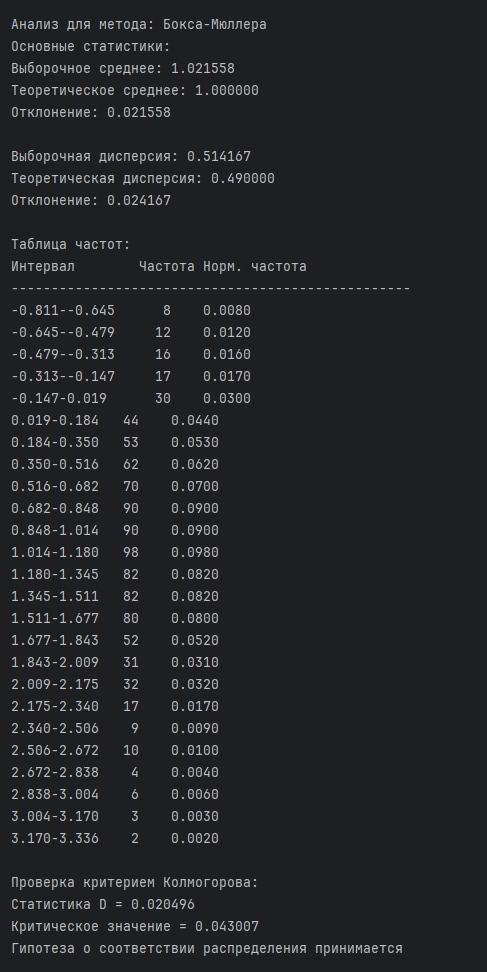 Анализ для метода: Бокса-Мюллера
Основные статистики:
Выборочное среднее: 1.021558
Теоретическое среднее: 1.000000
Отклонение: 0.021558

Выборочная дисперсия: 0.514167
Теоретическая дисперсия: 0.490000
Отклонение: 0.024167

Таблица частот:
Интервал        Частота Норм. частота
--------------------------------------------------
-0.811--0.645      8    0.0080
-0.645--0.479     12    0.0120
-0.479--0.313     16    0.0160
-0.313--0.147     17    0.0170
-0.147-0.019      30    0.0300
0.019-0.184   44    0.0440
0.184-0.350   53    0.0530
0.350-0.516   62    0.0620
0.516-0.682   70    0.0700
0.682-0.848   90    0.0900
0.848-1.014   90    0.0900
1.014-1.180   98    0.0980
1.180-1.345   82    0.0820
1.345-1.511   82    0.0820
1.511-1.677   80    0.0800
1.677-1.843   52    0.0520
1.843-2.009   31    0.0310
2.009-2.175   32    0.0320
2.175-2.340   17    0.0170
2.340-2.506    9    0.0090
2.506-2.672   10    0.0100
2.672-2.838    4    0.0040
2.838-3.004    6    0.0060
3.004-3.170    3    0.0030
3.170-3.336    2    0.0020

Проверка критерием Колмогорова:
Статистика D = 0.020496
Критическое значение = 0.043007
Гипотеза о соответствии распределения принимается